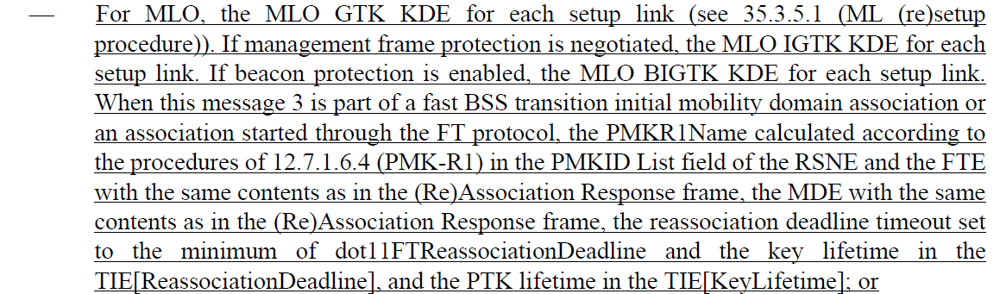 — For MLO, the MLO GTK KDE for each setup link (see 35.3.5.1 (ML (re)setup
procedure)). If management frame protection is negotiated, the MLO IGTK KDE for each
setup link. If beacon protection is enabled, the MLO BIGTK KDE for each setup link.
When this message 3 is part of a fast BSS transition initial mobility domain association or
an association started through the FT protocol, the PMKR1Name calculated according to
the procedures of 12.7.1.6.4 (PMK-R1) in the PMKID List field of the RSNE and the FTE
with the same contents as in the (Re)Association Response frame, the MDE with the same
contents as in the (Re)Association Response frame, the reassociation deadline timeout set
to the minimum of dot11FTReassociationDeadline and the key lifetime in the
TIE[ReassociationDeadline], and the PTK lifetime in the TIE[KeyLifetime]; or